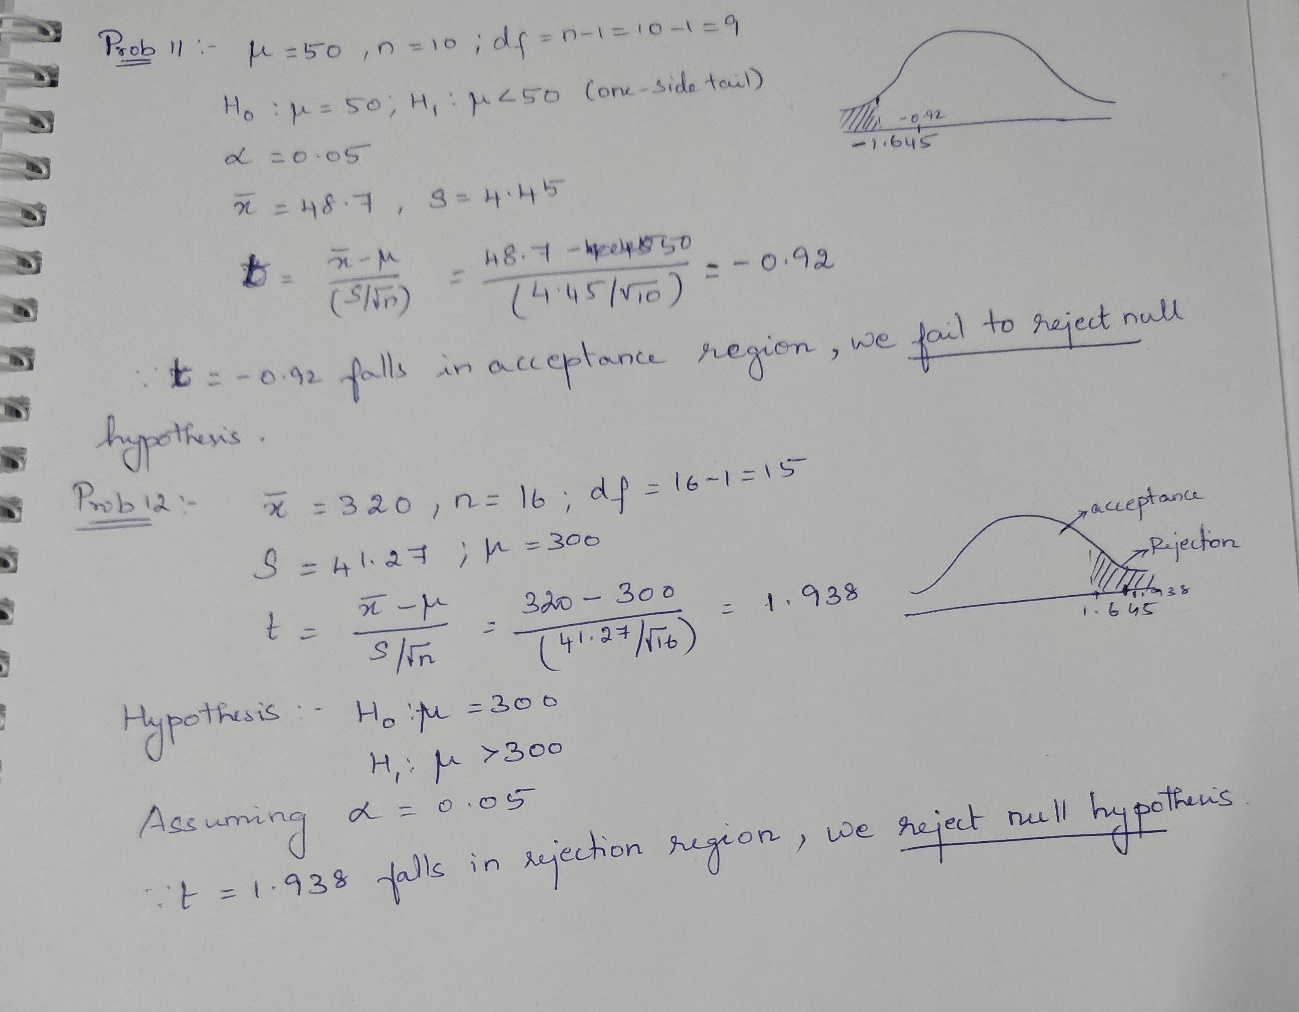 Prob 11 :- μ = 50 , n = 10 ; df = n-1 = 10-1 = 9
H₀ : μ = 50 ; H₁ : μ < 50 (one-side tail)
-0.92
-1.645
α = 0.05
x̄ = 48.7 , S = 4.45
t = x̄-μ / (S/√n) = 48.7 - 50 / (4.45/√10) = -0.92
∵ t = -0.92 falls in acceptance region, we fail to reject null
hypothesis.
Prob 12 :- x̄ = 320 , n = 16 ; df = 16-1 = 15
S = 41.27 ; μ = 300
acceptance
Rejection
t = x̄-μ / S/√n = 320 - 300 / (41.27/√16) = 1.938
1.938
1.645
Hypothesis :- H₀ : μ = 300
H₁ : μ > 300
Assuming α = 0.05
∵ t = 1.938 falls in rejection region, we reject null hypothesis.